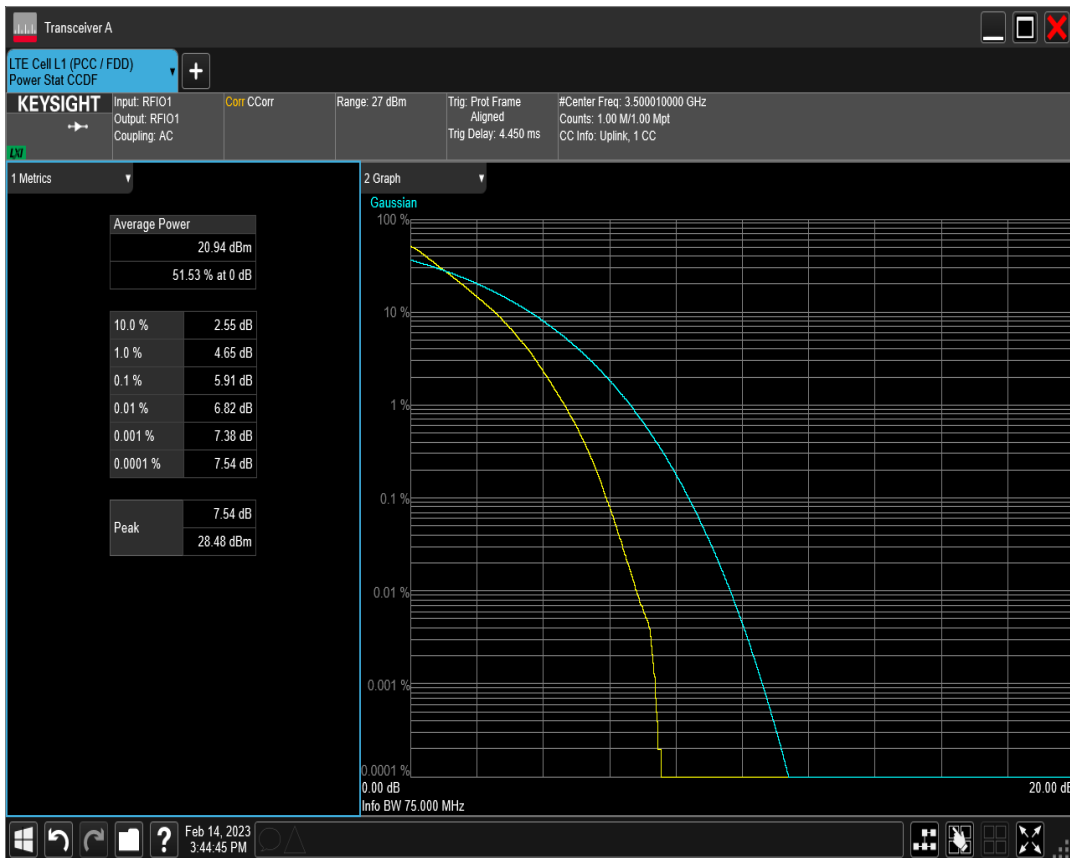 Transceiver A
LTE Cell L1 (PCC / FDD)
Power Stat CCDF
+
KEYSIGHT
LXI
Input: RFIO1
Output: RFIO1
Coupling: AC
Corr CCorr
Range: 27 dBm
Trig: Prot Frame
Aligned
Trig Delay: 4.450 ms
#Center Freq: 3.500010000 GHz
Counts: 1.00 M/1.00 Mpt
CC Info: Uplink, 1 CC
1 Metrics
Average Power
20.94 dBm
51.53 % at 0 dB
10.0 % 2.55 dB
1.0 % 4.65 dB
0.1 % 5.91 dB
0.01 % 6.82 dB
0.001 % 7.38 dB
0.0001 % 7.54 dB
Peak
7.54 dB
28.48 dBm
2 Graph
Gaussian
100 %
10 %
1 %
0.1 %
0.01 %
0.001 %
0.0001 %
0.00 dB 20.00 dB
Info BW 75.000 MHz
?
Feb 14, 2023
3:44:45 PM